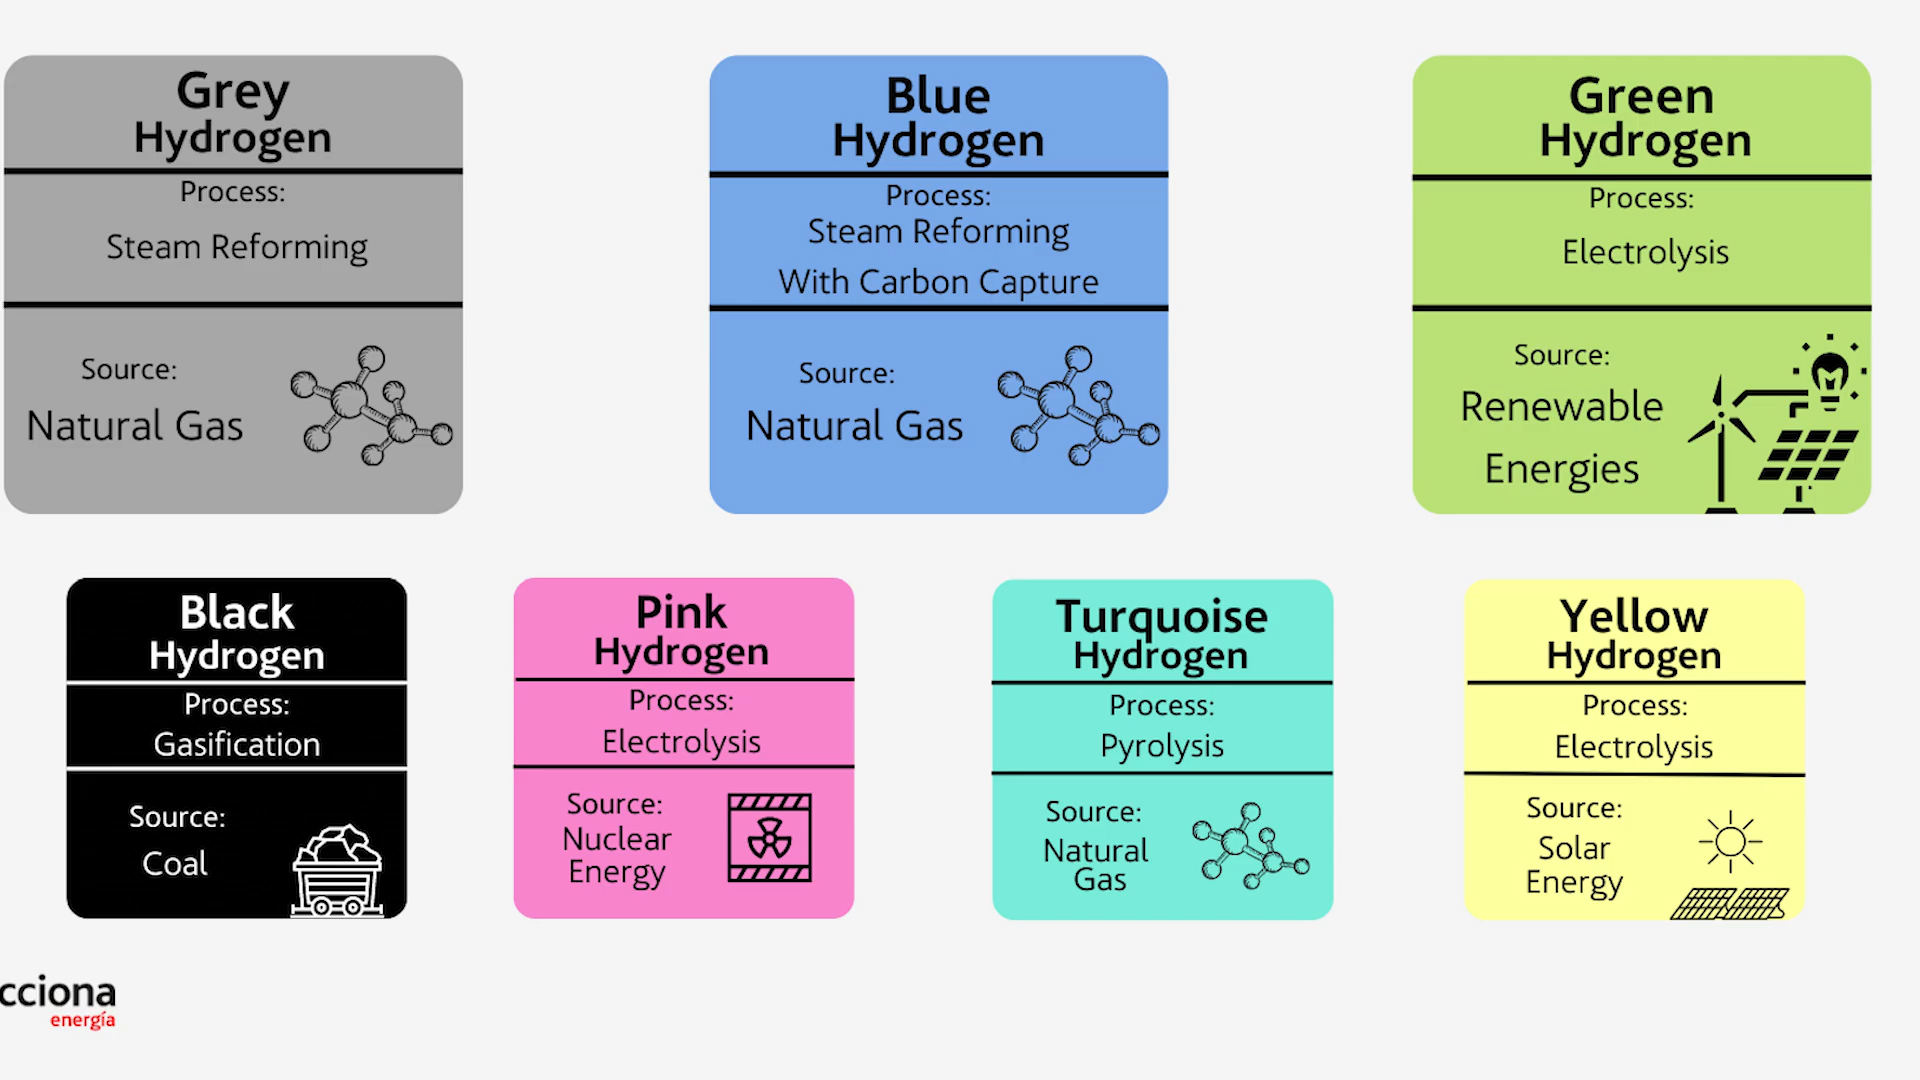 Grey
Hydrogen
Process:
Steam Reforming
Source:
Natural Gas
Blue
Hydrogen
Process:
Steam Reforming
With Carbon Capture
Source:
Natural Gas
Green
Hydrogen
Process:
Electrolysis
Source:
Renewable
Energies
Black
Hydrogen
Process:
Gasification
Source:
Coal
Pink
Hydrogen
Process:
Electrolysis
Source:
Nuclear
Energy
Turquoise
Hydrogen
Process:
Pyrolysis
Source:
Natural
Gas
Yellow
Hydrogen
Process:
Electrolysis
Source:
Solar
Energy
cciona
energía